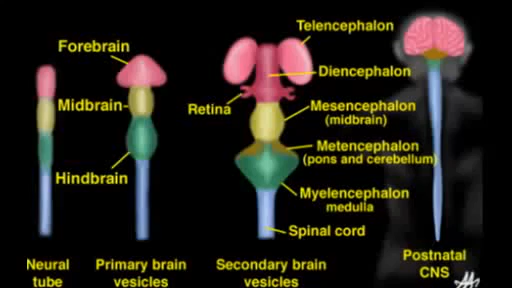 Forebrain
Midbrain
Hindbrain
Telencephalon
Diencephalon
Retina
Mesencephalon
(midbrain)
Metencephalon
(pons and cerebellum)
Myelencephalon
medulla
Spinal cord
Neural
tube
Primary brain
vesicles
Secondary brain
vesicles
Postnatal
CNS